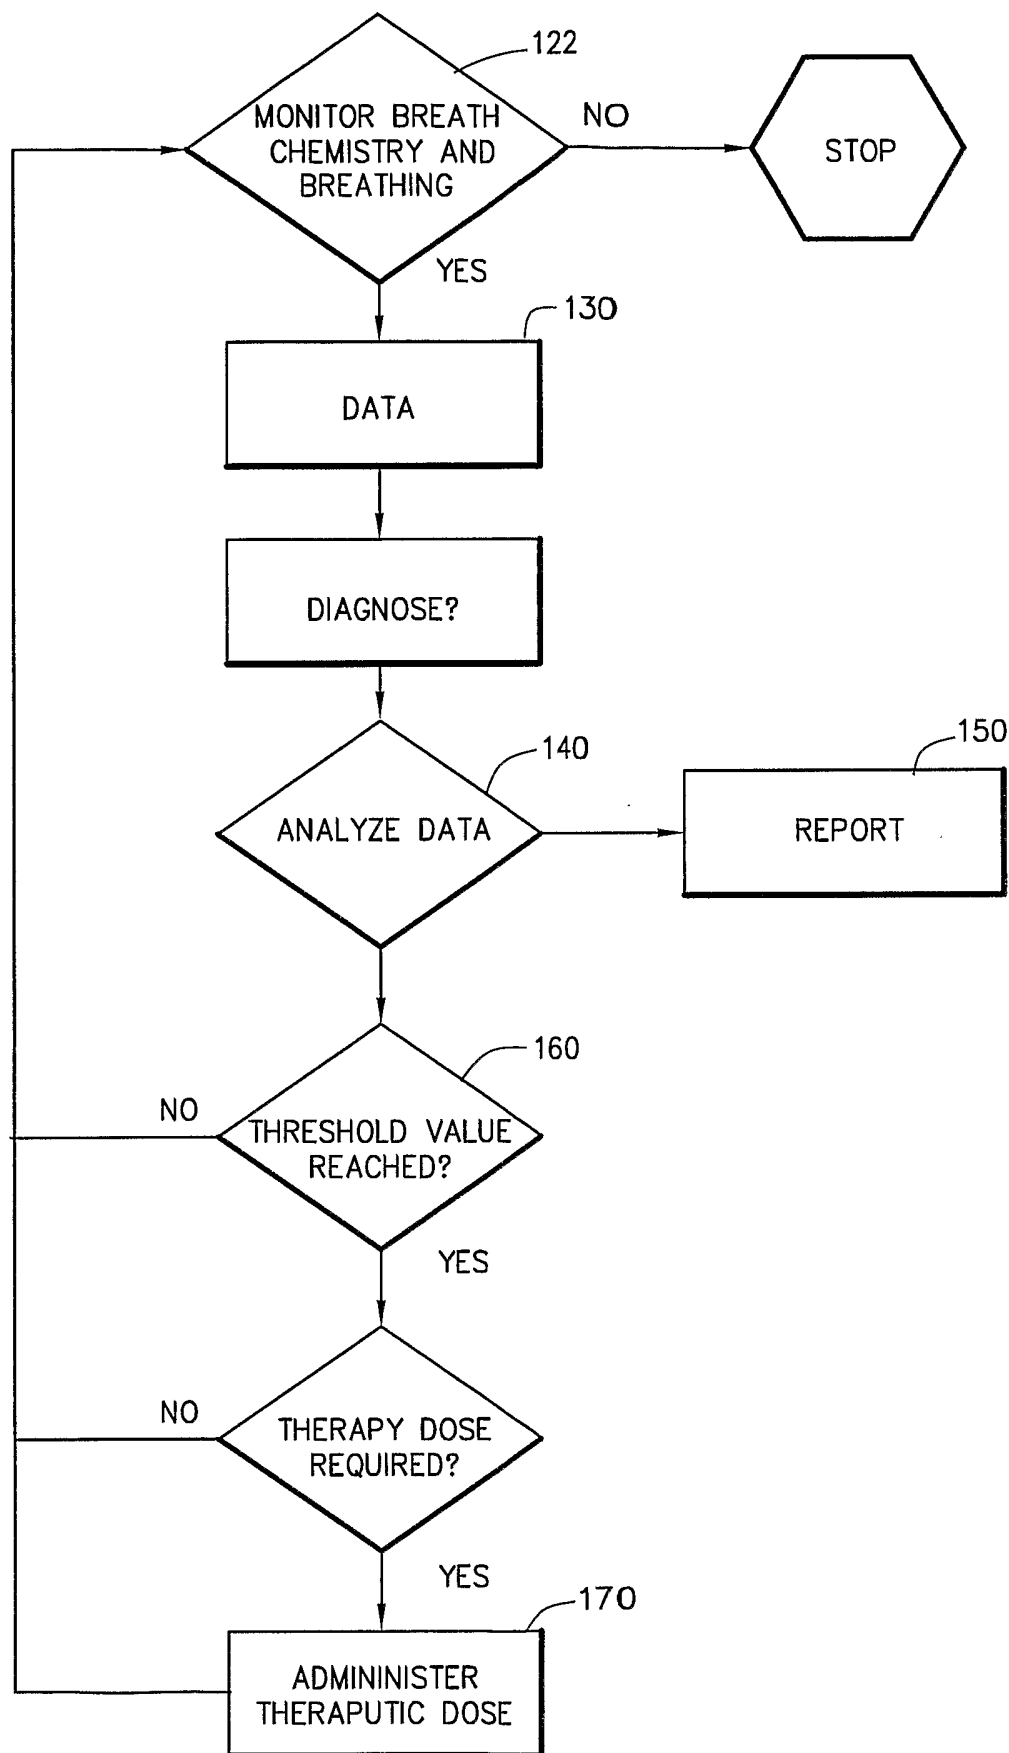 122
MONITOR BREATH
CHEMISTRY AND
BREATHING
NO
STOP
YES
130
DATA
DIAGNOSE?
140
ANALYZE DATA
150
REPORT
160
NO
THRESHOLD VALUE
REACHED?
YES
NO
THERAPY DOSE
REQUIRED?
YES
170
ADMININISTER
THERAPUTIC DOSE